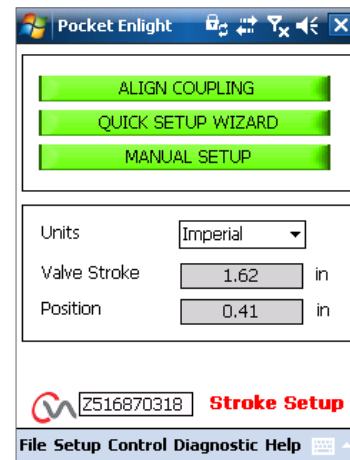 Pocket Enlight
ALIGN COUPLING
QUICK SETUP WIZARD
MANUAL SETUP
Units Imperial
Valve Stroke 1.62 in
Position 0.41 in
Z516870318 Stroke Setup
File Setup Control Diagnostic Help